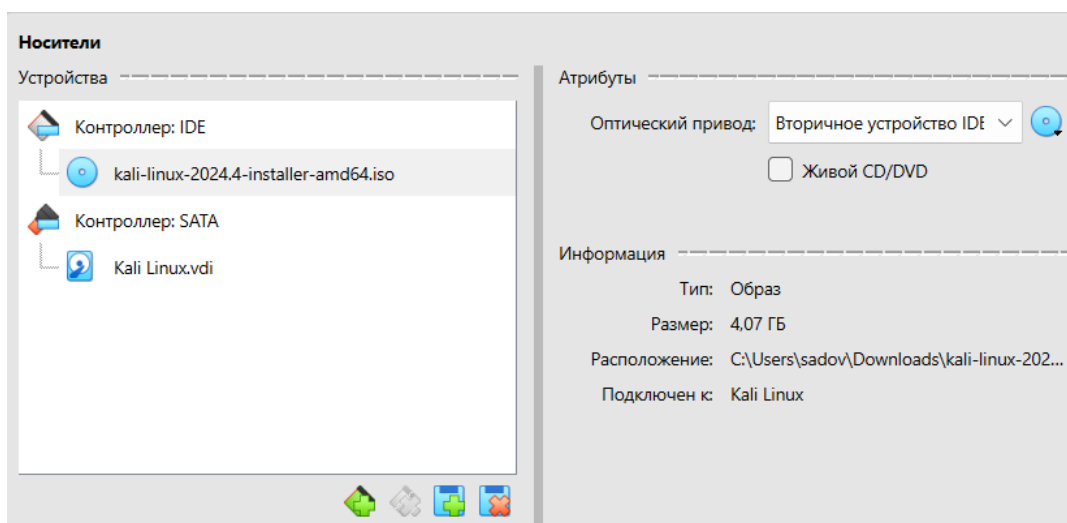 Носители
Устройства
Контроллер: IDE
kali-linux-2024.4-installer-amd64.iso
Контроллер: SATA
Kali Linux.vdi
Атрибуты
Оптический привод: Вторичное устройство IDE
Живой CD/DVD
Информация
Тип: Образ
Размер: 4,07 ГБ
Расположение: C:\Users\sadov\Downloads\kali-linux-202...
Подключен к: Kali Linux